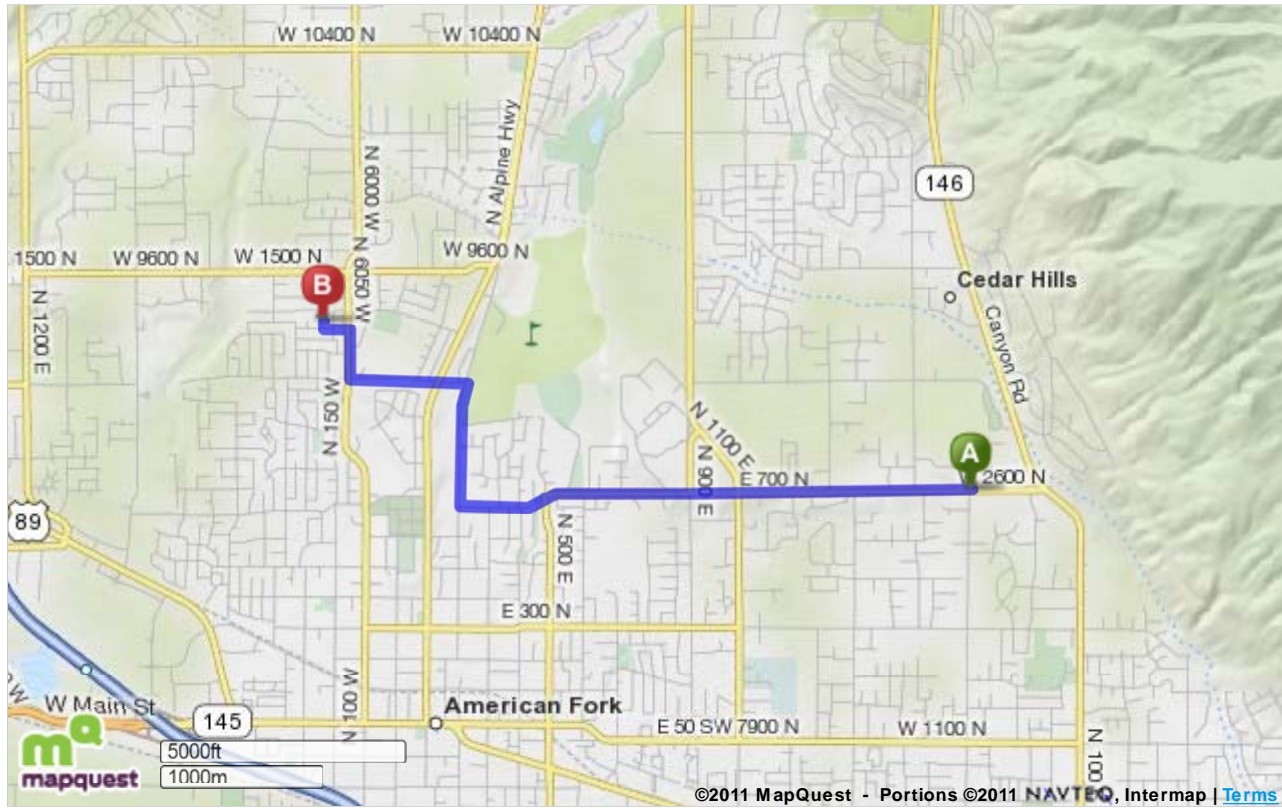 W 10400 N
W 10400 N
N 6000 W
N Alpine Hwy
146
1500 N
W 9600 N
W 1500 N
W 9600 N
N 6050 W
B
Cedar Hills
N 1200 E
Canyon Rd
N 150 W
N 1100 E
N 900 E
A
E 700 N
2600 N
89
N 500 E
E 300 N
N 100 W
W Main St
145
American Fork
E 50 SW 7900 N
W 1100 N
N 100
mq
mapquest
5000ft
1000m
©2011 MapQuest - Portions ©2011 NAVTEQ, Intermap | Terms